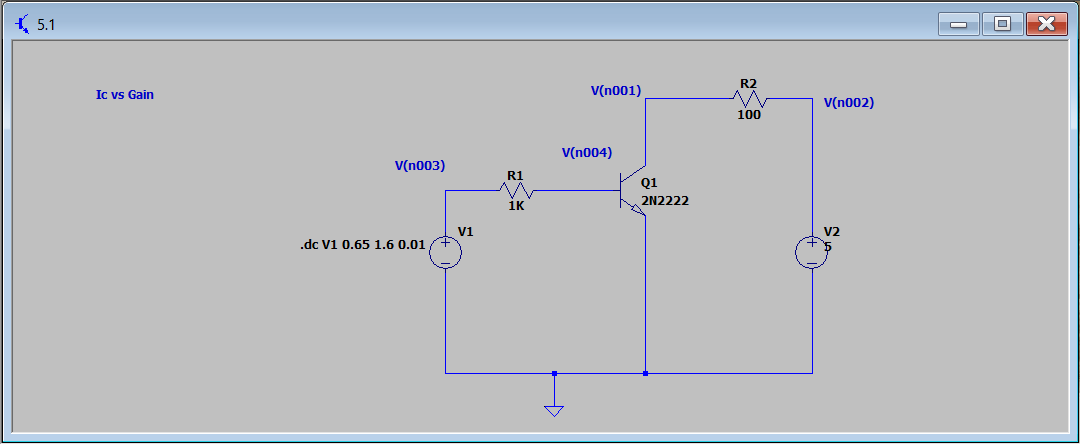 5.1
Ic vs Gain
V(n001)
R2
100
V(n002)
V(n003)
V(n004)
R1
1K
Q1
2N2222
.dc V1 0.65 1.6 0.01
V1
V2
5